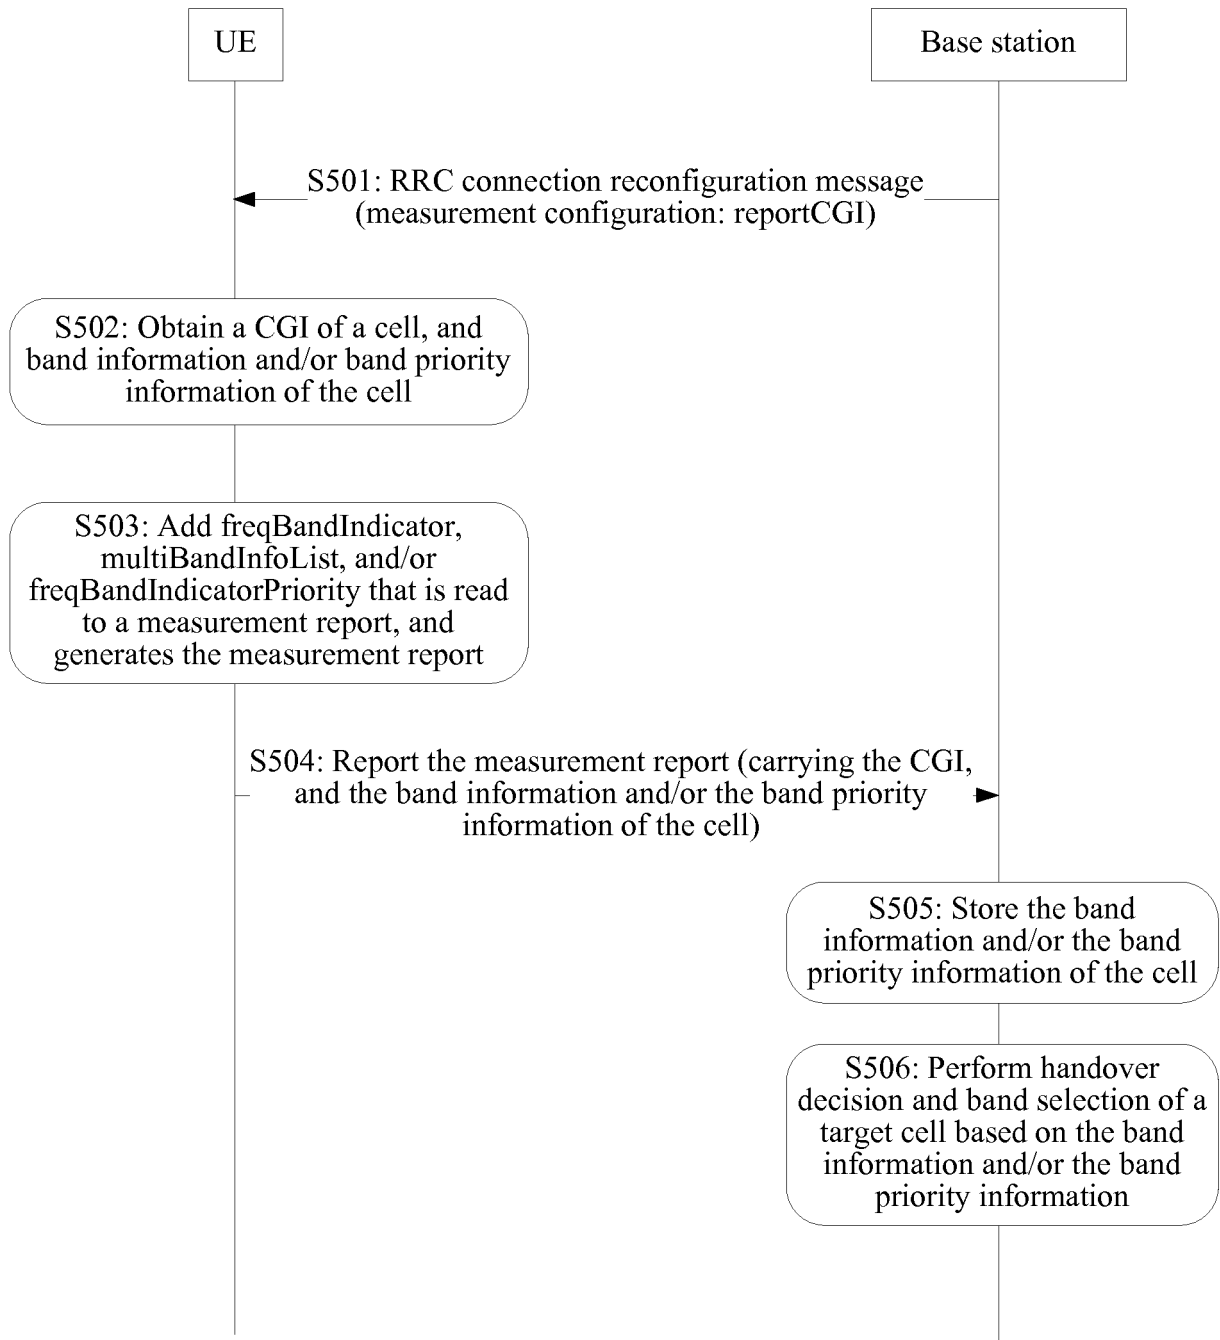 UE
Base station
S501: RRC connection reconfiguration message
(measurement configuration: reportCGI)
S502: Obtain a CGI of a cell, and
band information and/or band priority
information of the cell
S503: Add freqBandIndicator,
multiBandInfoList, and/or
freqBandIndicatorPriority that is read
to a measurement report, and
generates the measurement report
S504: Report the measurement report (carrying the CGI,
and the band information and/or the band priority
information of the cell)
S505: Store the band
information and/or the band
priority information of the cell
S506: Perform handover
decision and band selection of a
target cell based on the band
information and/or the band
priority information